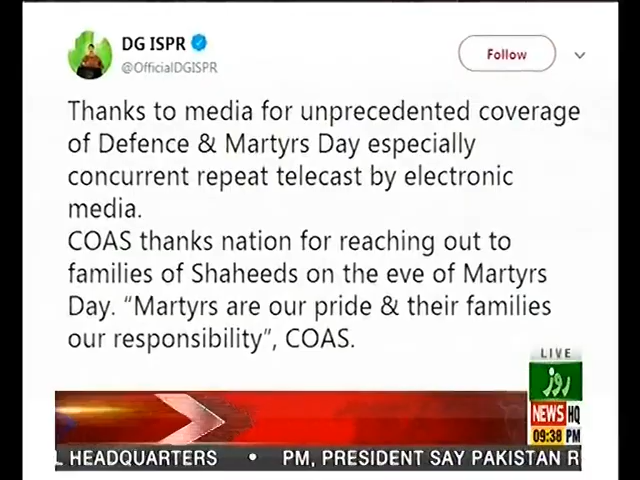 DG ISPR
@OfficialDGISPR
Follow
Thanks to media for unprecedented coverage
of Defence & Martyrs Day especially
concurrent repeat telecast by electronic
media.
COAS thanks nation for reaching out to
families of Shaheeds on the eve of Martyrs
Day. “Martyrs are our pride & their families
our responsibility”, COAS.
LIVE
روز
NEWS HQ
09:38 PM
L HEADQUARTERS • PM, PRESIDENT SAY PAKISTAN R